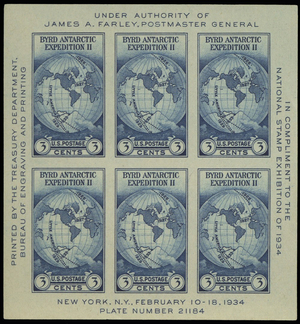 UNDER AUTHORITY OF
JAMES A. FARLEY, POSTMASTER GENERAL
PRINTED BY THE TREASURY DEPARTMENT,
BUREAU OF ENGRAVING AND PRINTING
IN COMPLIMENT TO THE
NATIONAL STAMP EXHIBITION OF 1934
BYRD ANTARCTIC
EXPEDITION II
U.S. POSTAGE
3 3
CENTS
BYRD ANTARCTIC
EXPEDITION II
U.S. POSTAGE
3 3
CENTS
BYRD ANTARCTIC
EXPEDITION II
U.S. POSTAGE
3 3
CENTS
BYRD ANTARCTIC
EXPEDITION II
U.S. POSTAGE
3 3
CENTS
BYRD ANTARCTIC
EXPEDITION II
U.S. POSTAGE
3 3
CENTS
BYRD ANTARCTIC
EXPEDITION II
U.S. POSTAGE
3 3
CENTS
NEW YORK, N.Y., FEBRUARY 10-18, 1934
PLATE NUMBER 21184